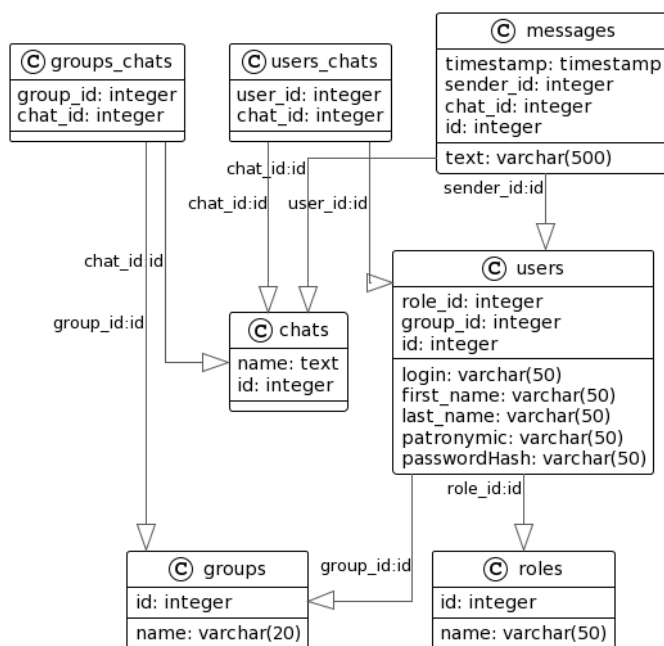 C groups_chats
group_id: integer
chat_id: integer
C users_chats
user_id: integer
chat_id: integer
C messages
timestamp: timestamp
sender_id: integer
chat_id: integer
id: integer
text: varchar(500)
chat_id:id
sender_id:id
chat_id:id
user_id:id
chat_id:id
group_id:id
C chats
name: text
id: integer
C users
role_id: integer
group_id: integer
id: integer
login: varchar(50)
first_name: varchar(50)
last_name: varchar(50)
patronymic: varchar(50)
passwordHash: varchar(50)
role_id:id
group_id:id
C groups
id: integer
name: varchar(20)
C roles
id: integer
name: varchar(50)